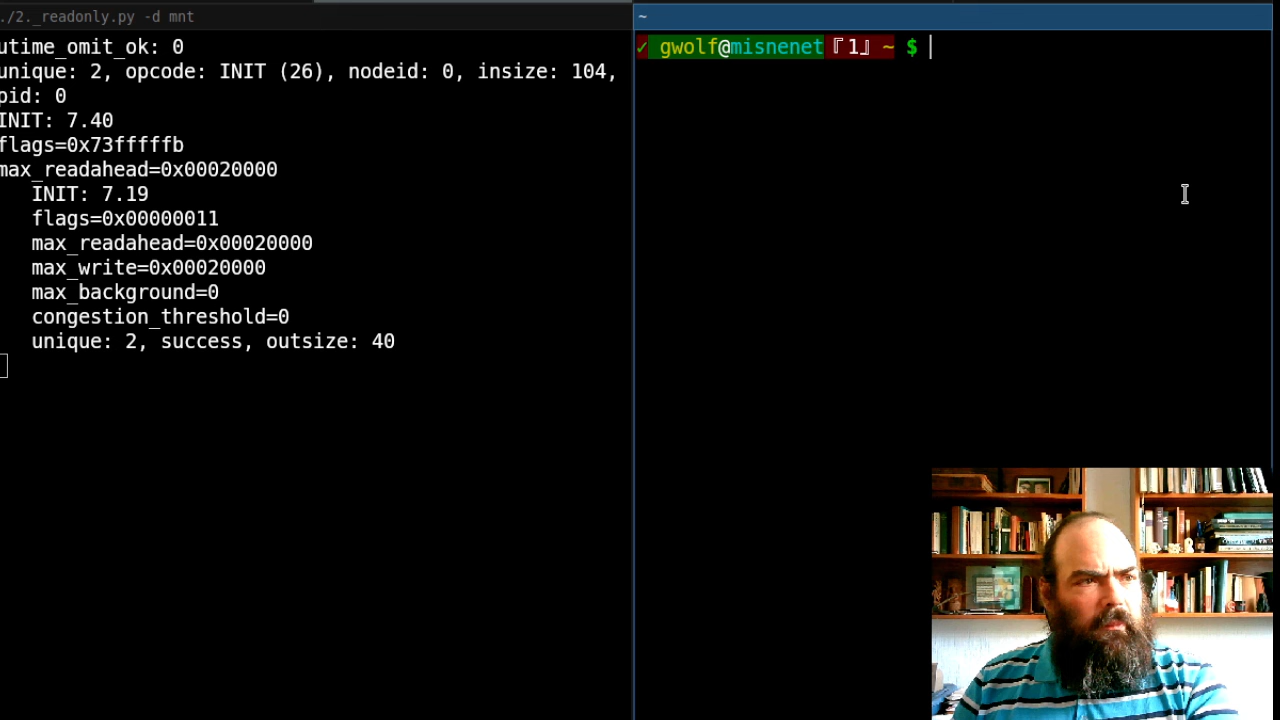 ./2._readonly.py -d mnt
utime_omit_ok: 0
unique: 2, opcode: INIT (26), nodeid: 0, insize: 104,
pid: 0
INIT: 7.40
flags=0x73fffffb
max_readahead=0x00020000
INIT: 7.19
flags=0x00000011
max_readahead=0x00020000
max_write=0x00020000
max_background=0
congestion_threshold=0
unique: 2, success, outsize: 40
~
✓ gwolf@misnenet『1』~ $